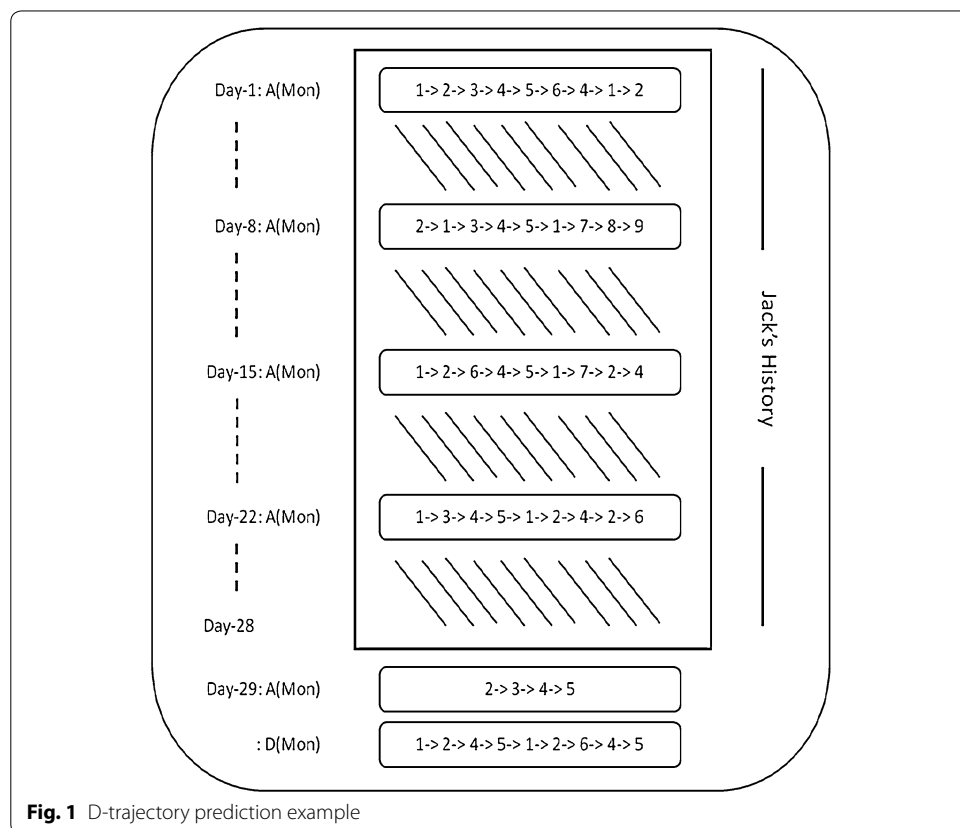 Day-1: A(Mon) 1-> 2-> 3-> 4-> 5-> 6-> 4-> 1-> 2
Day-8: A(Mon) 2-> 1-> 3-> 4-> 5-> 1-> 7-> 8-> 9
Jack's History
Day-15: A(Mon) 1-> 2-> 6-> 4-> 5-> 1-> 7-> 2-> 4
Day-22: A(Mon) 1-> 3-> 4-> 5-> 1-> 2-> 4-> 2-> 6
Day-28
Day-29: A(Mon) 2-> 3-> 4-> 5
: D(Mon) 1-> 2-> 4-> 5-> 1-> 2-> 6-> 4-> 5
Fig. 1 D-trajectory prediction example